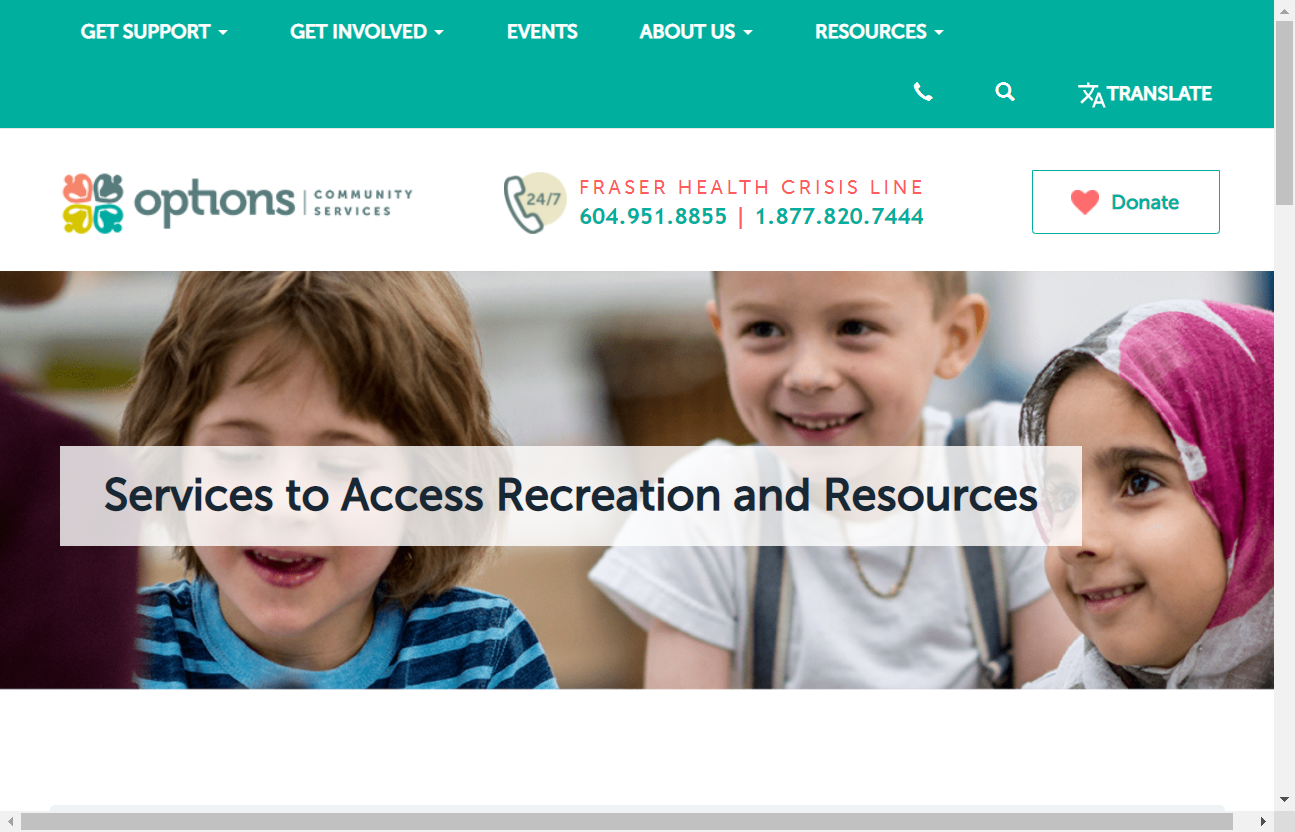 GET SUPPORT
GET INVOLVED
EVENTS
ABOUT US
RESOURCES
TRANSLATE
options | COMMUNITY SERVICES
24/7
FRASER HEALTH CRISIS LINE
604.951.8855 | 1.877.820.7444
Donate
Services to Access Recreation and Resources